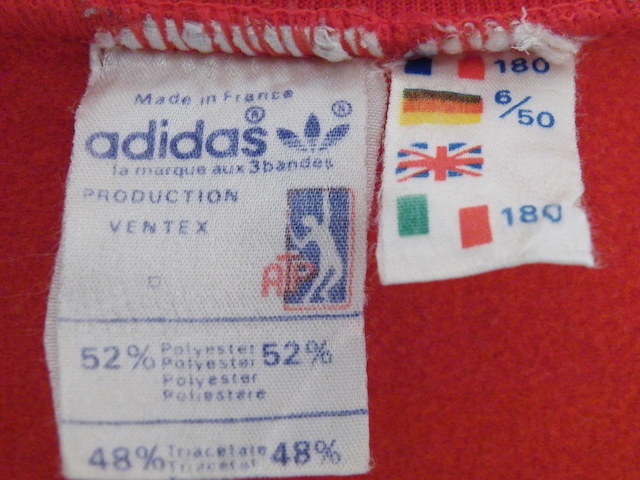 Made in France
adidas®
®
la marque aux 3 bandes
PRODUCTION
VENTEX
ATP
52% Polyester 52%
Polyester
Polyester
Poliestere
48% Triacetate 48%
Triacetat
180
6/50
180